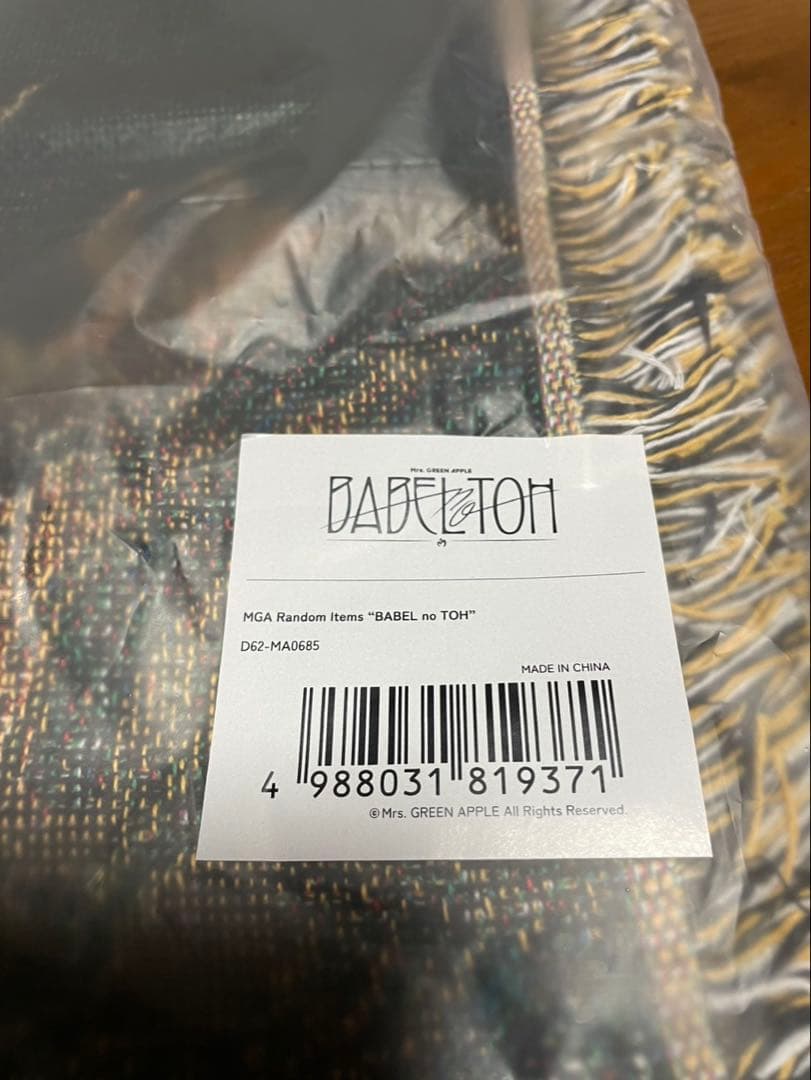 Mrs. GREEN APPLE
BABEL no TOH
MGA Random Items “BABEL no TOH”
D62-MA0685
MADE IN CHINA
4 988031 819371
©Mrs. GREEN APPLE All Rights Reserved.